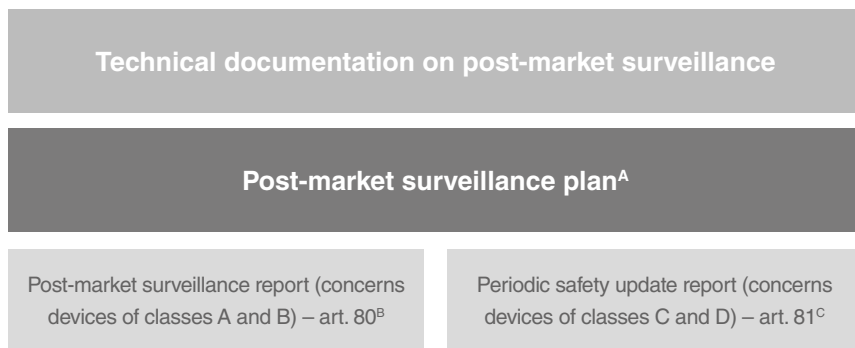 Technical documentation on post-market surveillance
Post-market surveillance planᴬ
Post-market surveillance report (concerns
devices of classes A and B) – art. 80ᴮ
Periodic safety update report (concerns
devices of classes C and D) – art. 81ᶜ